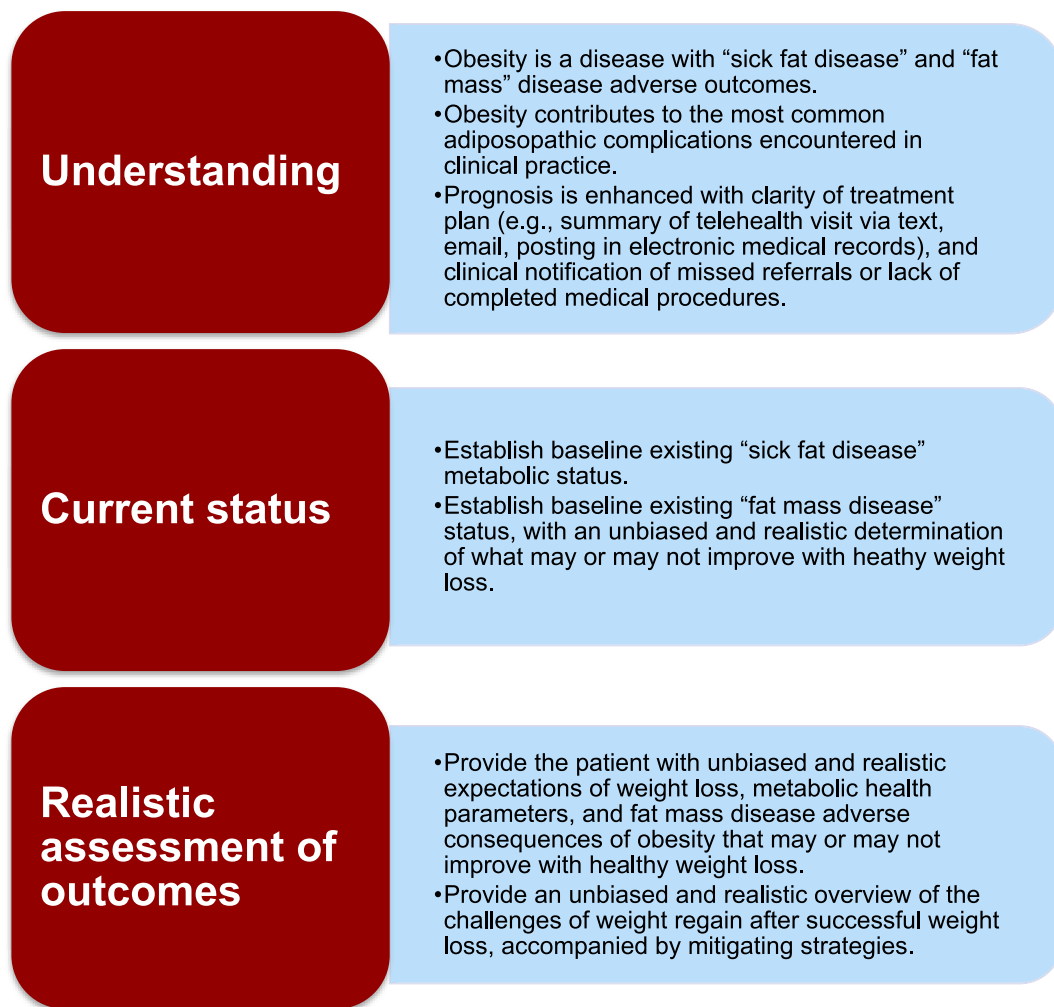 Understanding
•Obesity is a disease with “sick fat disease” and “fat
mass” disease adverse outcomes.
•Obesity contributes to the most common
adiposopathic complications encountered in
clinical practice.
•Prognosis is enhanced with clarity of treatment
plan (e.g., summary of telehealth visit via text,
email, posting in electronic medical records), and
clinical notification of missed referrals or lack of
completed medical procedures.
Current status
•Establish baseline existing “sick fat disease”
metabolic status.
•Establish baseline existing “fat mass disease”
status, with an unbiased and realistic determination
of what may or may not improve with heathy weight
loss.
Realistic
assessment of
outcomes
•Provide the patient with unbiased and realistic
expectations of weight loss, metabolic health
parameters, and fat mass disease adverse
consequences of obesity that may or may not
improve with healthy weight loss.
•Provide an unbiased and realistic overview of the
challenges of weight regain after successful weight
loss, accompanied by mitigating strategies.